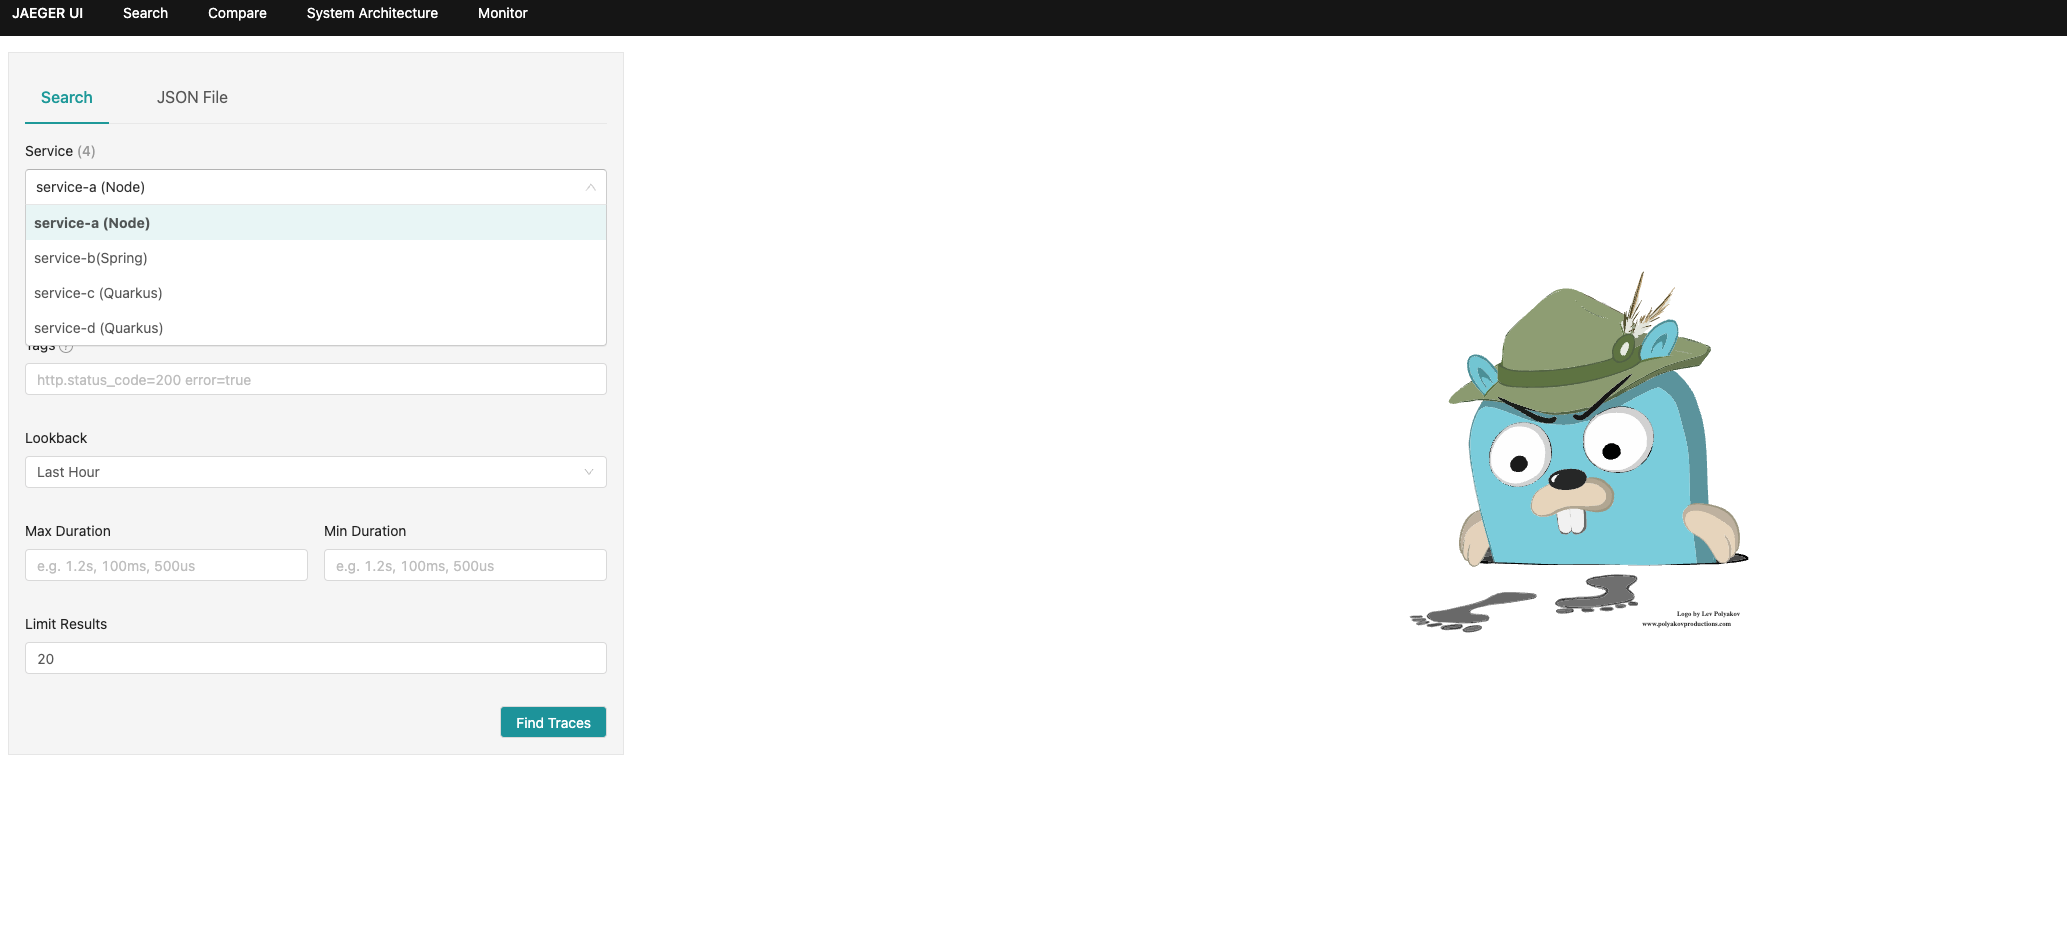 JAEGER UI Search Compare System Architecture Monitor
Search JSON File
Service (4)
service-a (Node)
service-a (Node)
service-b(Spring)
service-c (Quarkus)
service-d (Quarkus)
Tags ?
http.status_code=200 error=true
Lookback
Last Hour
Max Duration Min Duration
e.g. 1.2s, 100ms, 500us e.g. 1.2s, 100ms, 500us
Limit Results
20
Find Traces
Logo by Lev Polyakov
www.polyakovproductions.com